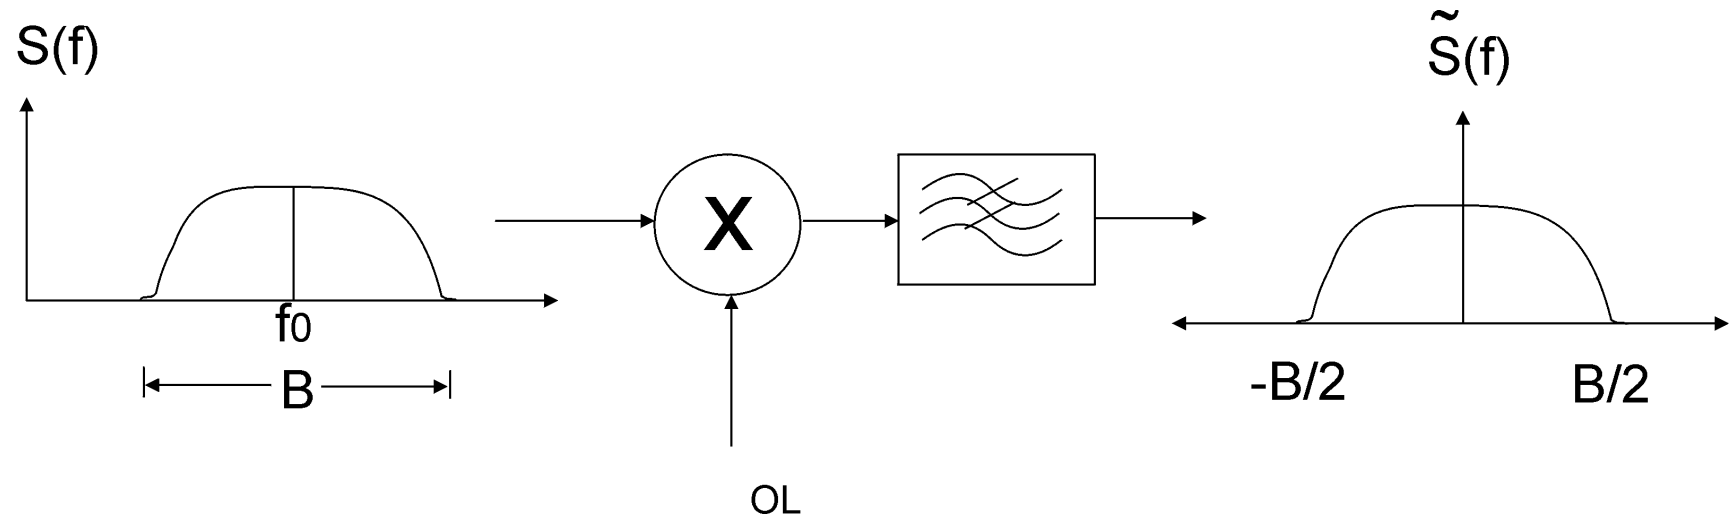 S(f)
f0
B
X
OL
S̃(f)
-B/2
B/2